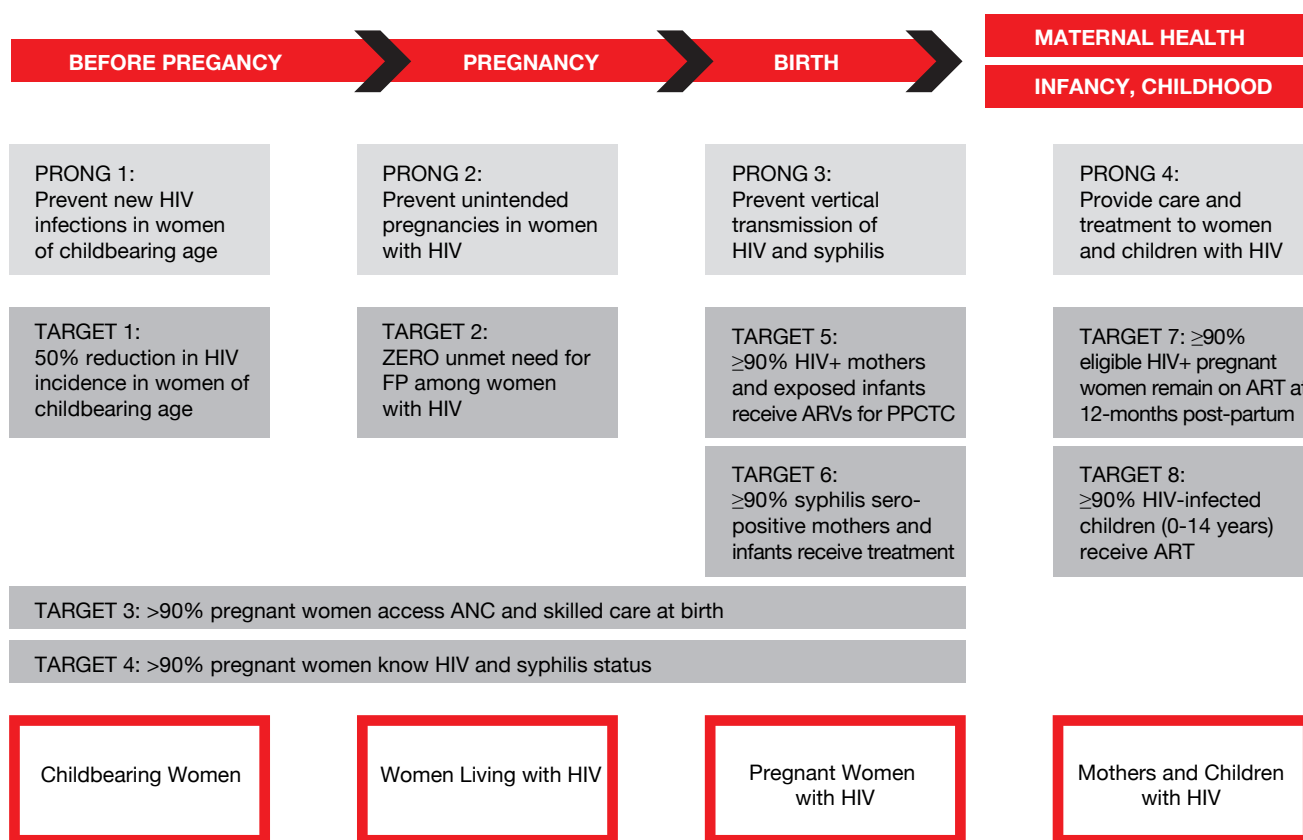 BEFORE PREGANCY
PREGNANCY
BIRTH
MATERNAL HEALTH
INFANCY, CHILDHOOD
PRONG 1:
Prevent new HIV
infections in women
of childbearing age
PRONG 2:
Prevent unintended
pregnancies in women
with HIV
PRONG 3:
Prevent vertical
transmission of
HIV and syphilis
PRONG 4:
Provide care and
treatment to women
and children with HIV
TARGET 1:
50% reduction in HIV
incidence in women of
childbearing age
TARGET 2:
ZERO unmet need for
FP among women
with HIV
TARGET 5:
≥90% HIV+ mothers
and exposed infants
receive ARVs for PPCTC
TARGET 7: ≥90%
eligible HIV+ pregnant
women remain on ART at
12-months post-partum
TARGET 6:
≥90% syphilis sero-
positive mothers and
infants receive treatment
TARGET 8:
≥90% HIV-infected
children (0-14 years)
receive ART
TARGET 3: >90% pregnant women access ANC and skilled care at birth
TARGET 4: >90% pregnant women know HIV and syphilis status
Childbearing Women
Women Living with HIV
Pregnant Women
with HIV
Mothers and Children
with HIV